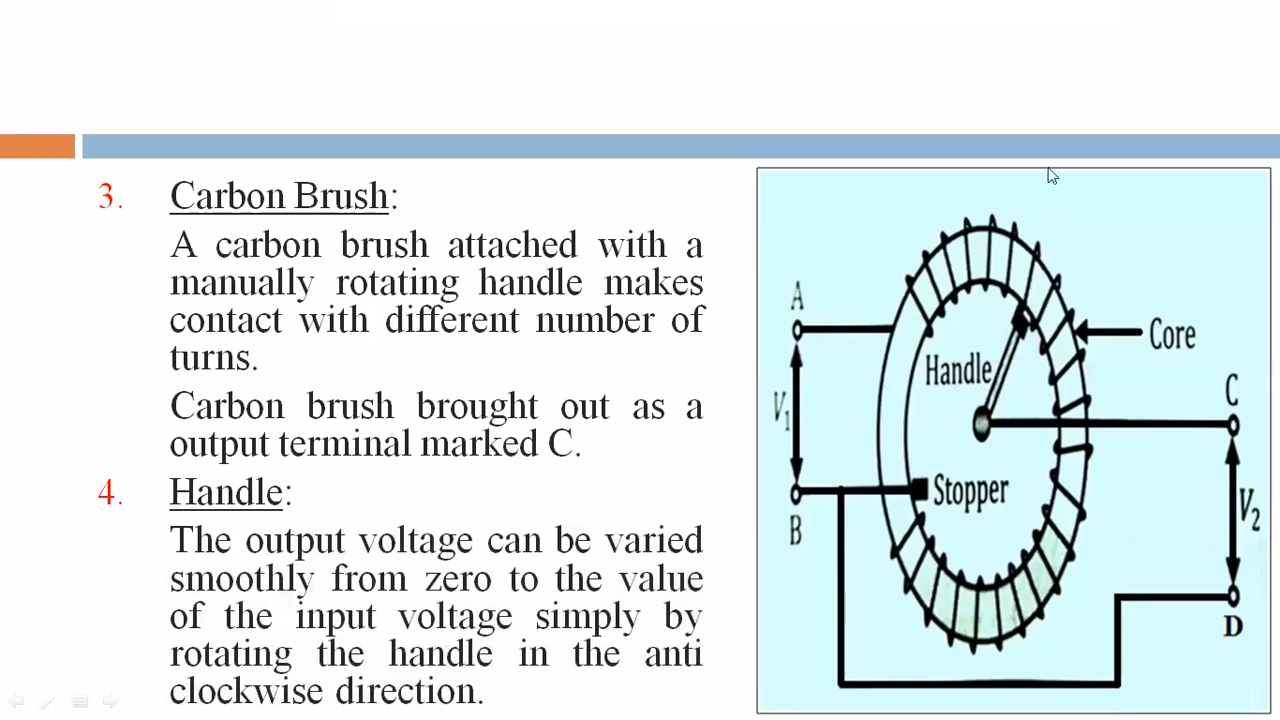 3. Carbon Brush:
A carbon brush attached with a
manually rotating handle makes
contact with different number of
turns.
Carbon brush brought out as a
output terminal marked C.
4. Handle:
The output voltage can be varied
smoothly from zero to the value
of the input voltage simply by
rotating the handle in the anti
clockwise direction.
A
Core
Handle
C
V1
Stopper
V2
B
D